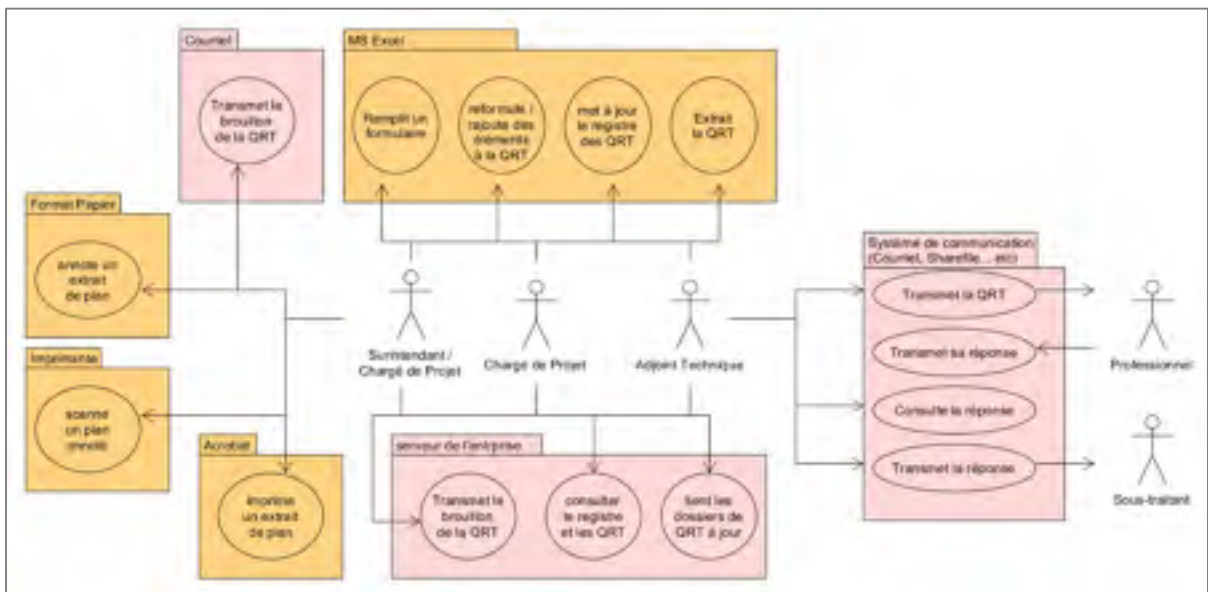 Courriel
Transmet le
brouillon
de la QRT
MS Excel
Remplit un
formulaire
reformule /
rajoute des
éléments
à la QRT
met à jour
le registre
des QRT
Extrait
la QRT
Format Papier
annote un
extrait
de plan
Imprimante
scanne
un plan
annoté
Acrobat
imprime
un extrait
de plan
Surintendant /
Chargé de Projet
Chargé de Projet
Adjoint Technique
serveur de l'entprise
Transmet le
brouillon
de la QRT
consulter
le registre
et les QRT
tient les
dossiers de
QRT à jour
Système de communication
(Courriel, Sharefile... etc)
Transmet la QRT
Transmet sa réponse
Consulte la réponse
Transmet la réponse
Professionnel
Sous-traitant